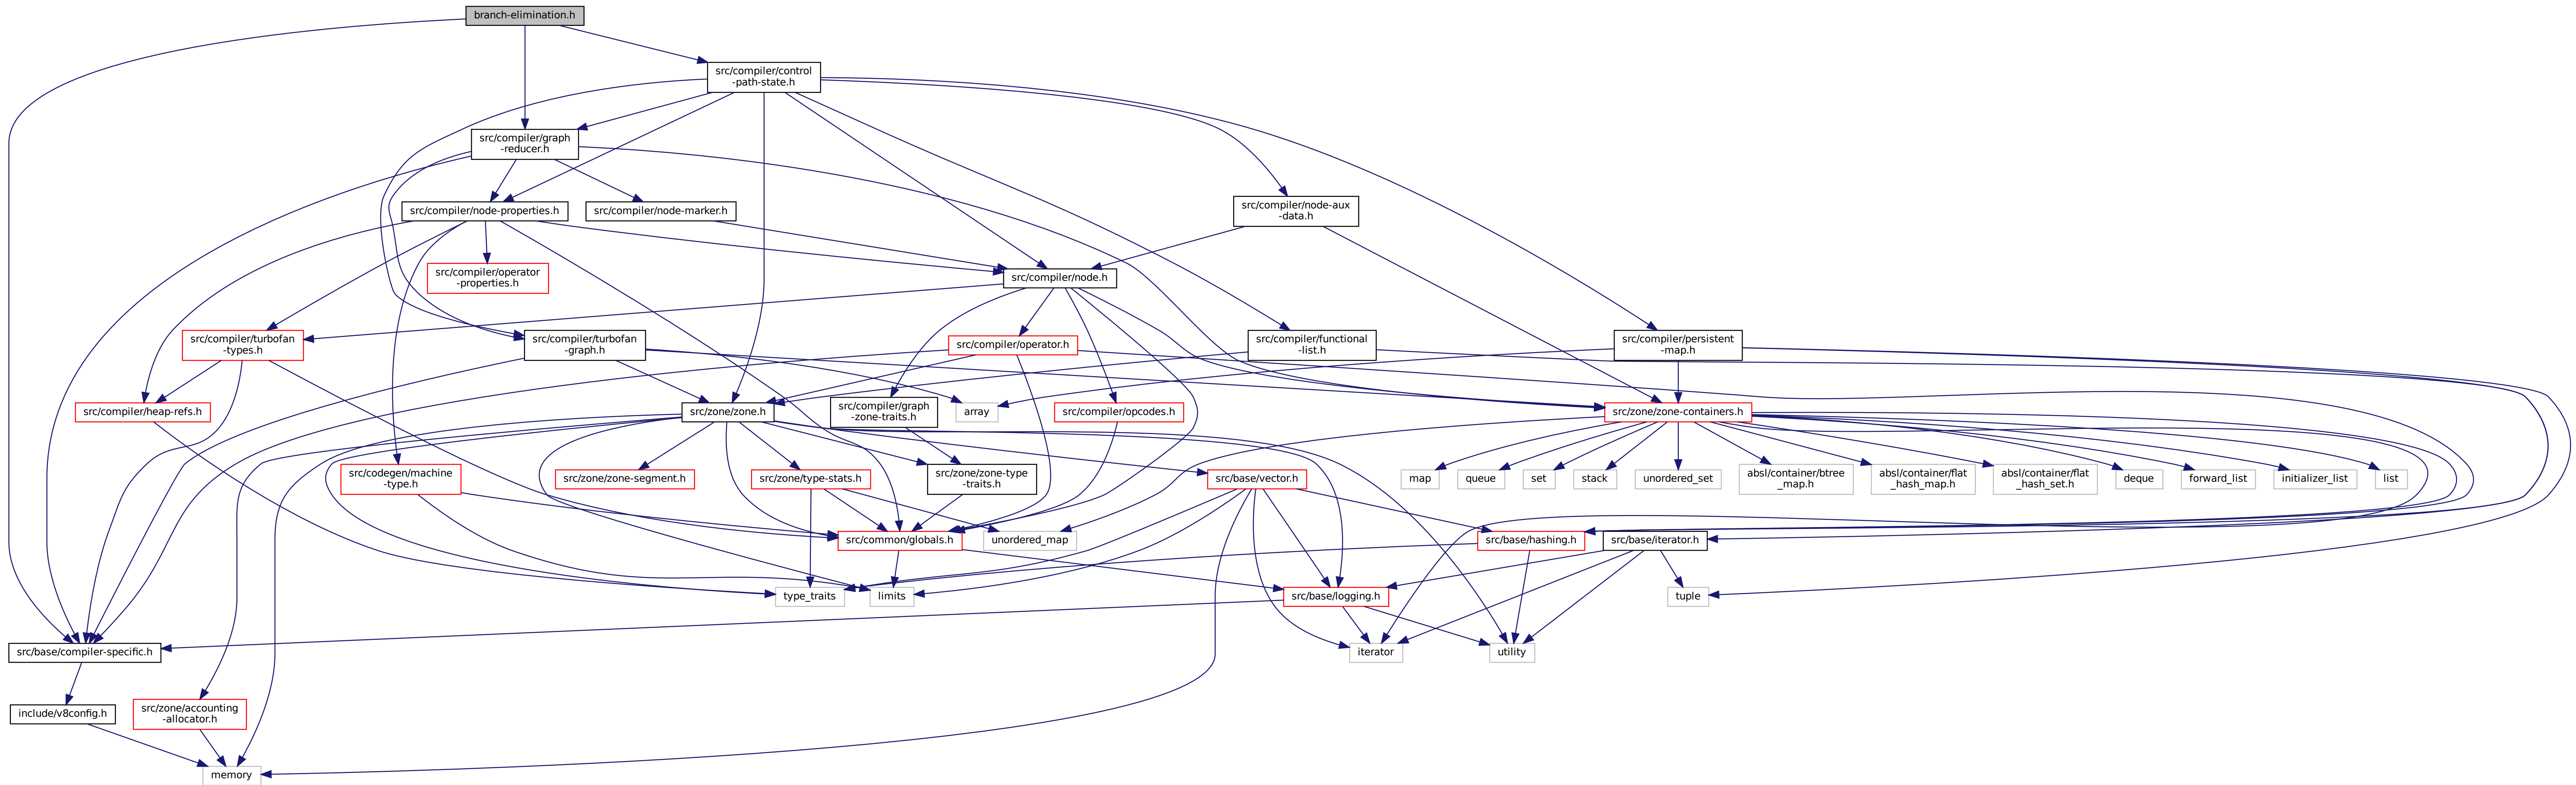 branch-elimination.h
src/compiler/control
-path-state.h
src/compiler/graph
-reducer.h
src/compiler/node-properties.h
src/compiler/node-marker.h
src/compiler/node-aux
-data.h
src/compiler/operator
-properties.h
src/compiler/node.h
src/compiler/turbofan
-types.h
src/compiler/turbofan
-graph.h
src/compiler/operator.h
src/compiler/functional
-list.h
src/compiler/persistent
-map.h
src/compiler/heap-refs.h
src/zone/zone.h
src/compiler/graph
-zone-traits.h
array
src/compiler/opcodes.h
src/zone/zone-containers.h
src/codegen/machine
-type.h
src/zone/zone-segment.h
src/zone/type-stats.h
src/zone/zone-type
-traits.h
src/base/vector.h
map
queue
set
stack
unordered_set
absl/container/btree
_map.h
absl/container/flat
_hash_map.h
absl/container/flat
_hash_set.h
deque
forward_list
initializer_list
list
src/common/globals.h
unordered_map
src/base/hashing.h
src/base/iterator.h
type_traits
limits
src/base/logging.h
tuple
src/base/compiler-specific.h
iterator
utility
include/v8config.h
src/zone/accounting
-allocator.h
memory